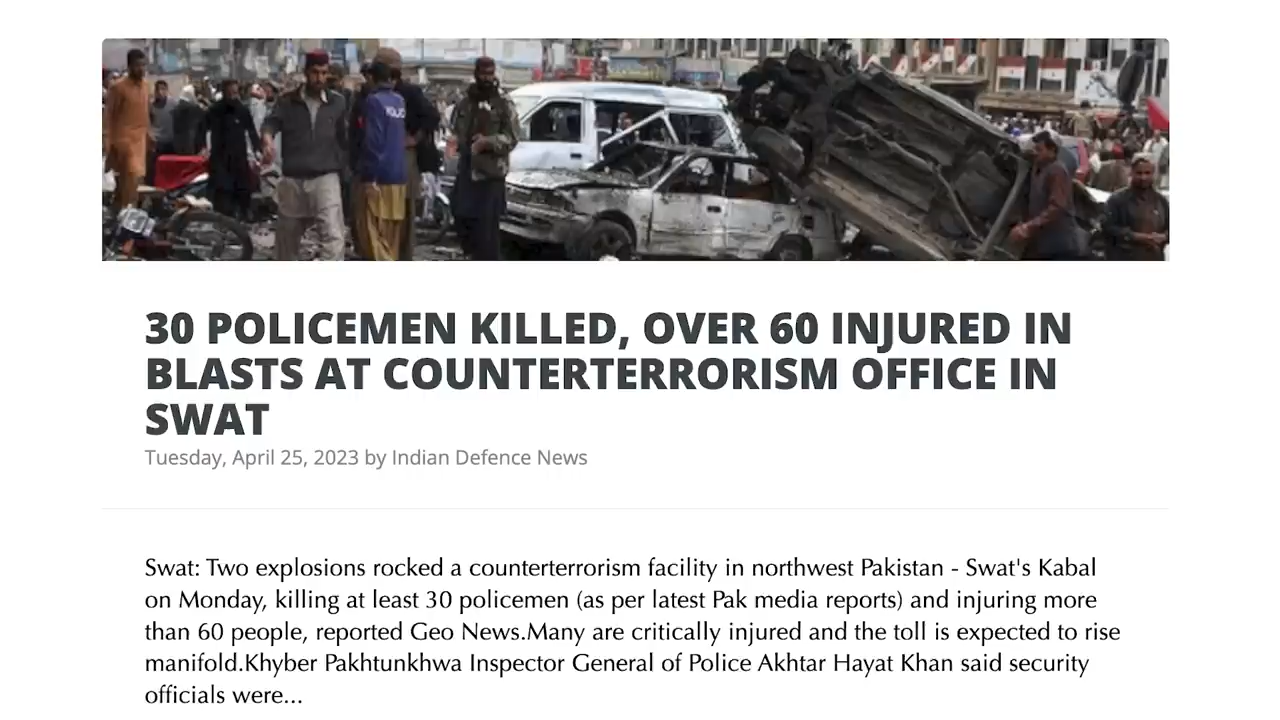 POLICE
30 POLICEMEN KILLED, OVER 60 INJURED IN
BLASTS AT COUNTERTERRORISM OFFICE IN
SWAT
Tuesday, April 25, 2023 by Indian Defence News
Swat: Two explosions rocked a counterterrorism facility in northwest Pakistan - Swat's Kabal
on Monday, killing at least 30 policemen (as per latest Pak media reports) and injuring more
than 60 people, reported Geo News.Many are critically injured and the toll is expected to rise
manifold.Khyber Pakhtunkhwa Inspector General of Police Akhtar Hayat Khan said security
officials were...